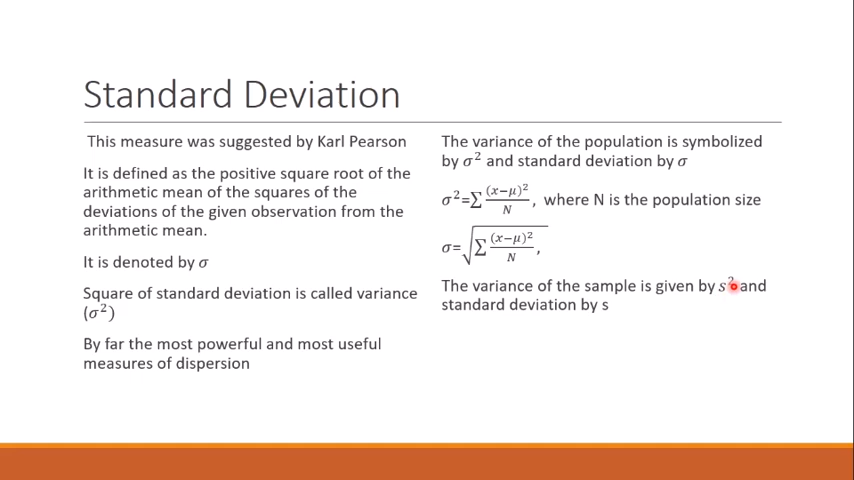 Standard Deviation
This measure was suggested by Karl Pearson
It is defined as the positive square root of the
arithmetic mean of the squares of the
deviations of the given observation from the
arithmetic mean.
It is denoted by σ
Square of standard deviation is called variance
(σ²)
By far the most powerful and most useful
measures of dispersion
The variance of the population is symbolized
by σ² and standard deviation by σ
σ²=∑ (x−μ)²/N, where N is the population size
σ=√(∑ (x−μ)²/N),
The variance of the sample is given by s² and
standard deviation by s